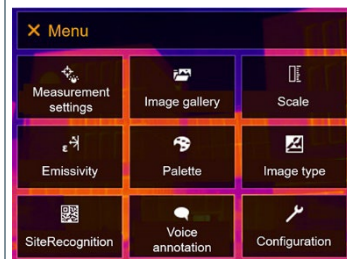 Menu
Measurement
settings
Image gallery
Scale
ε
Emissivity
Palette
Image type
SiteRecognition
Voice
annotation
Configuration